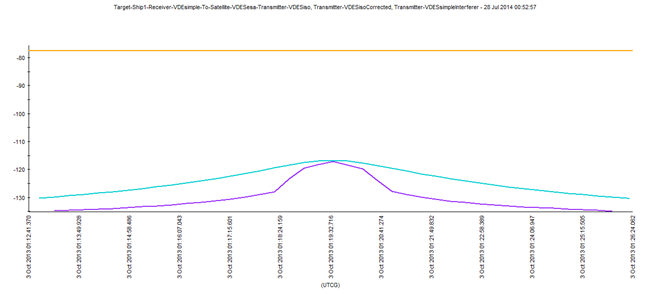 Target-Ship1-Receiver-VDEsimple-To-Satellite-VDESesa-Transmitter-VDESiso, Transmitter-VDESisoCorrected, Transmitter-VDESsimpleInterferer - 28 Jul 2014 00:52:57
-80
-90
-100
-110
-120
-130
3 Oct 2013 01:12:41.370
3 Oct 2013 01:13:49.928
3 Oct 2013 01:14:58.486
3 Oct 2013 01:16:07.043
3 Oct 2013 01:17:15.601
3 Oct 2013 01:18:24.159
3 Oct 2013 01:19:32.716
3 Oct 2013 01:20:41.274
3 Oct 2013 01:21:49.832
3 Oct 2013 01:22:58.389
3 Oct 2013 01:24:06.947
3 Oct 2013 01:25:15.505
3 Oct 2013 01:26:24.062
(UTCG)